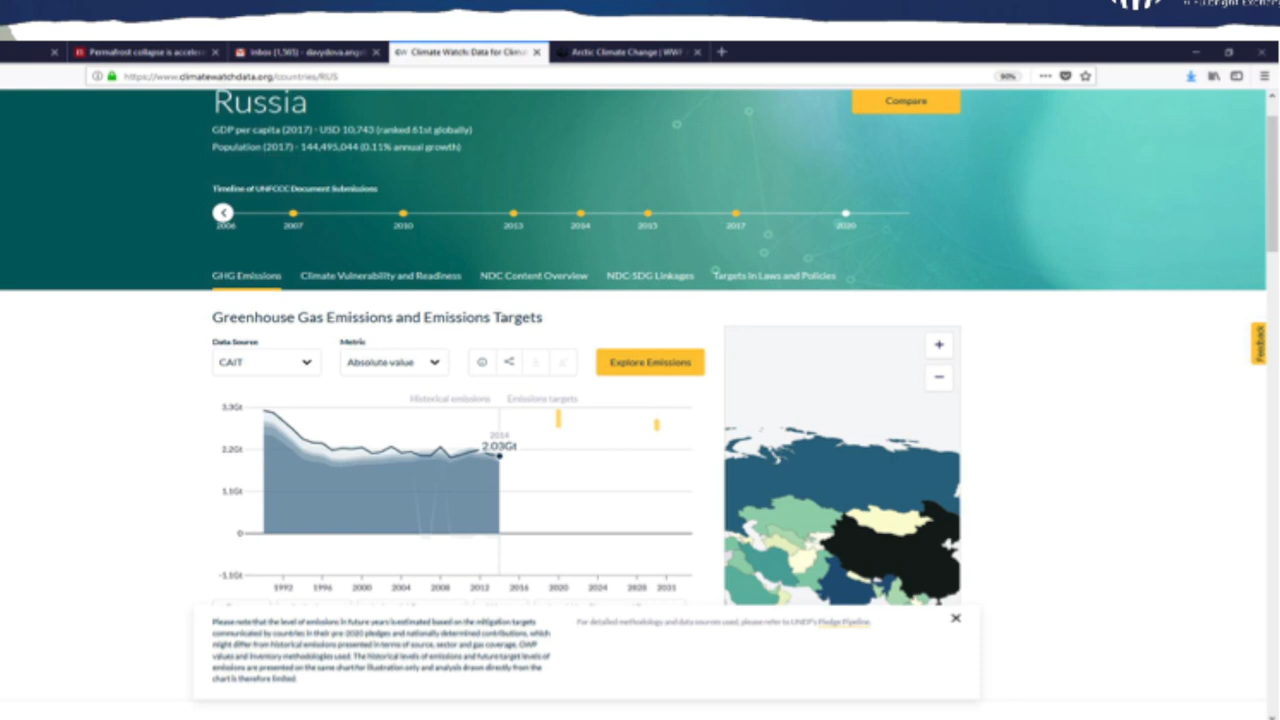 Permafrost collapse is acceler
Inbox (1,581) - davydova.ang
Climate Watch: Data for Clima
Arctic Climate Change | WWF
https://www.climatewatchdata.org/countries/RUS
90%
Russia
Compare
GDP per capita (2017) - USD 10,743 (ranked 61st globally)
Population (2017) - 144,495,044 (0.11% annual growth)
Timeline of UNFCCC Document Submissions
2006 2007 2010 2013 2014 2015 2017 2020
GHG Emissions Climate Vulnerability and Readiness NDC Content Overview NDC-SDG Linkages Targets in Laws and Policies
Greenhouse Gas Emissions and Emissions Targets
Data Source Metric
CAIT Absolute value Explore Emissions
+
−
Feedback
Historical emissions Emissions targets
3.3Gt
2014
2.03Gt
2.2Gt
1.1Gt
0
-1.1Gt
1992 1996 2000 2004 2008 2012 2016 2020 2024 2028 2031
Please note that the level of emissions in future years is estimated based on the mitigation targets
communicated by countries in their pre-2020 pledges and nationally determined contributions, which
might differ from historical emissions presented in terms of source, sector and gas coverage, GWP
values and inventory methodologies used. The historical levels of emissions and future target levels of
emissions are presented on the same chart for illustration only and analysis drawn directly from the
chart is therefore limited.
For detailed methodology and data sources used, please refer to UNEP's Pledge Pipeline.